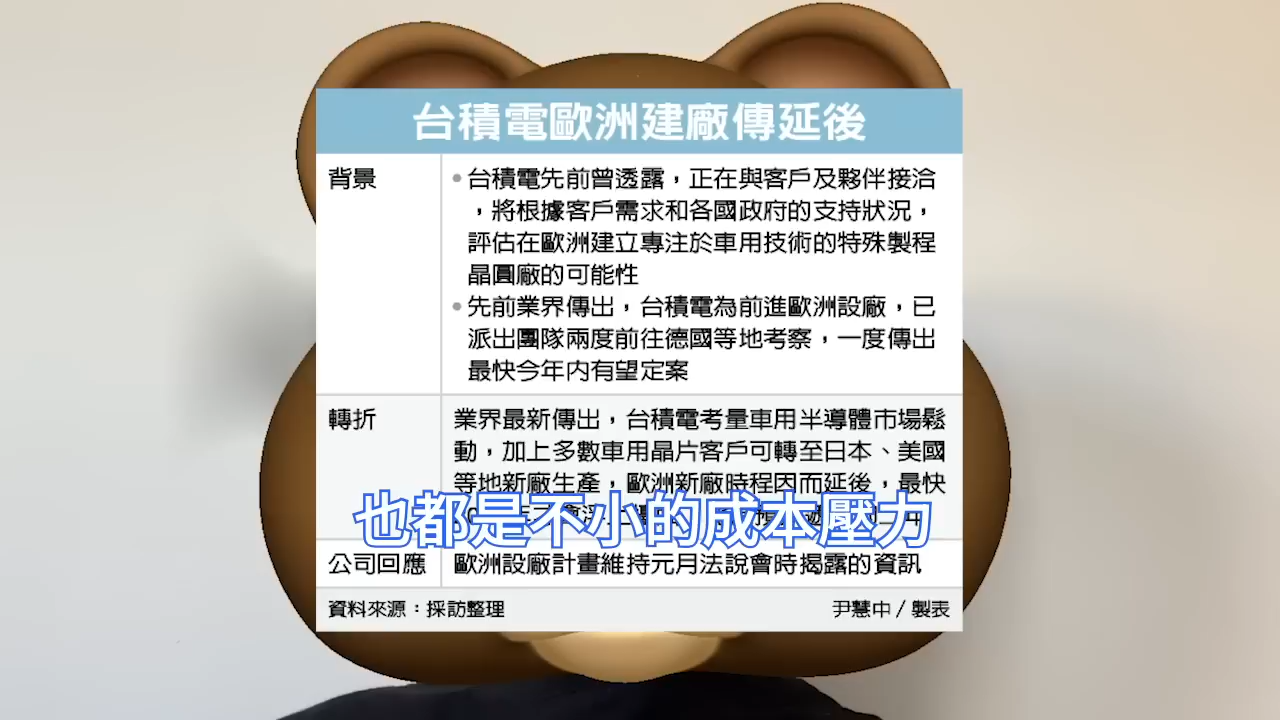 台積電歐洲建廠傳延後
背景
•台積電先前曾透露，正在與客戶及夥伴接洽
，將根據客戶需求和各國政府的支持狀況，
評估在歐洲建立專注於車用技術的特殊製程
晶圓廠的可能性
•先前業界傳出，台積電為前進歐洲設廠，已
派出團隊兩度前往德國等地考察，一度傳出
最快今年內有望定案
轉折
業界最新傳出，台積電考量車用半導體市場鬆
動，加上多數車用晶片客戶可轉至日本、美國
等地新廠生產，歐洲新廠時程因而延後，最快
也都是不小的成本壓力
公司回應
歐洲設廠計畫維持元月法說會時揭露的資訊
資料來源：採訪整理
尹慧中／製表